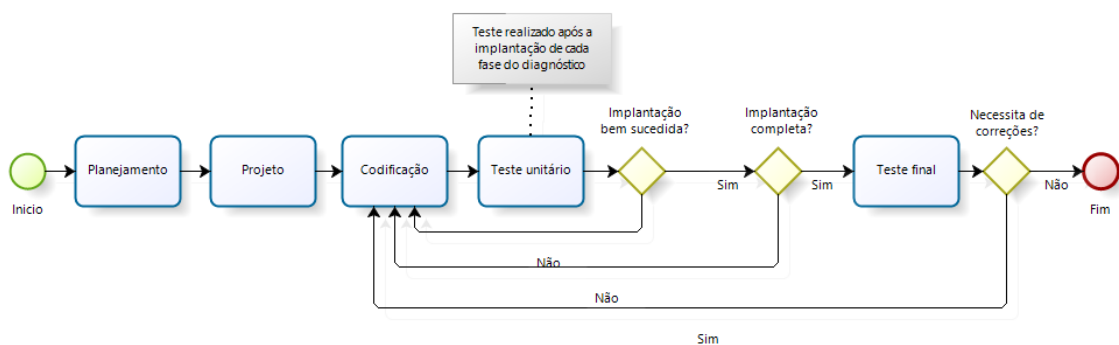 Teste realizado após a
implantação de cada
fase do diagnóstico
Implantação
bem sucedida?
Implantação
completa?
Necessita de
correções?
Planejamento
Projeto
Codificação
Teste unitário
Teste final
Sim
Sim
Não
Inicio
Fim
Não
Não
Sim